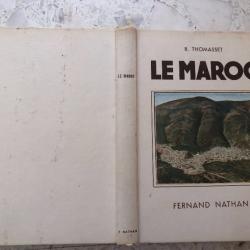 R. THOMASSET
LE MAROC
FERNAND NATHAN
LE MAROC
F. NATHAN